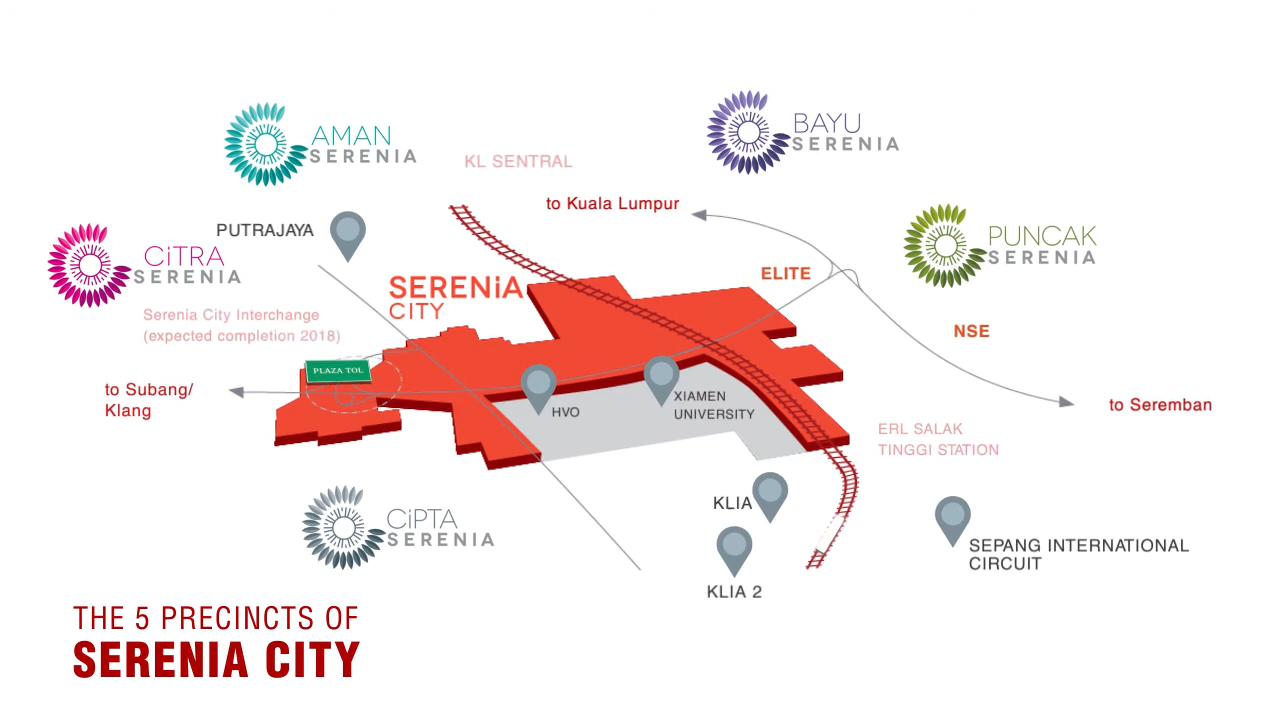 AMAN
SERENIA
BAYU
SERENIA
KL SENTRAL
to Kuala Lumpur
PUTRAJAYA
CiTRA
SERENIA
PUNCAK
SERENIA
ELITE
SERENiA
CITY
Serenia City Interchange
(expected completion 2018)
NSE
PLAZA TOL
to Subang/
Klang
HVO
XIAMEN
UNIVERSITY
to Seremban
ERL SALAK
TINGGI STATION
KLIA
CiPTA
SERENIA
SEPANG INTERNATIONAL
CIRCUIT
KLIA 2
THE 5 PRECINCTS OF
SERENIA CITY